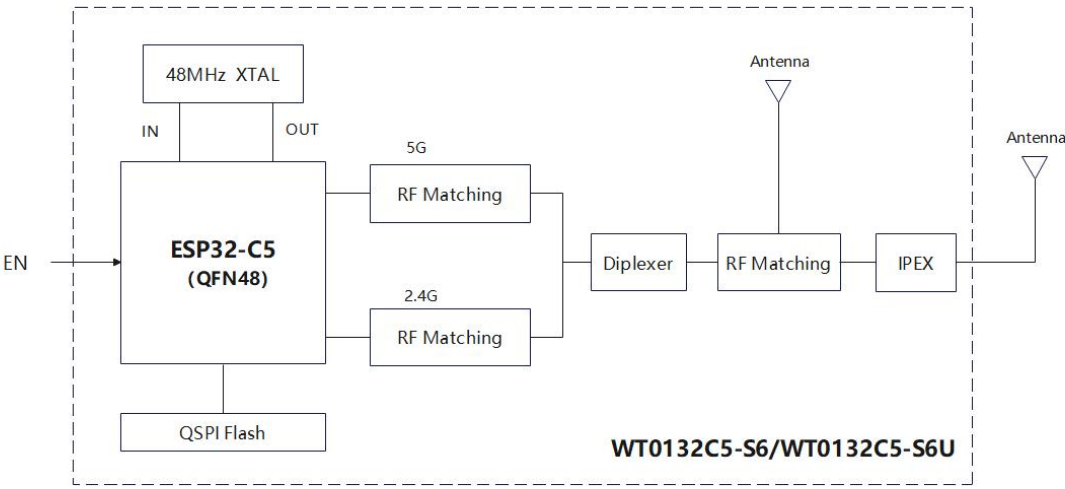 48MHz XTAL
IN
OUT
Antenna
Antenna
5G
RF Matching
ESP32-C5
(QFN48)
EN
Diplexer
RF Matching
IPEX
2.4G
RF Matching
QSPI Flash
WT0132C5-S6/WT0132C5-S6U